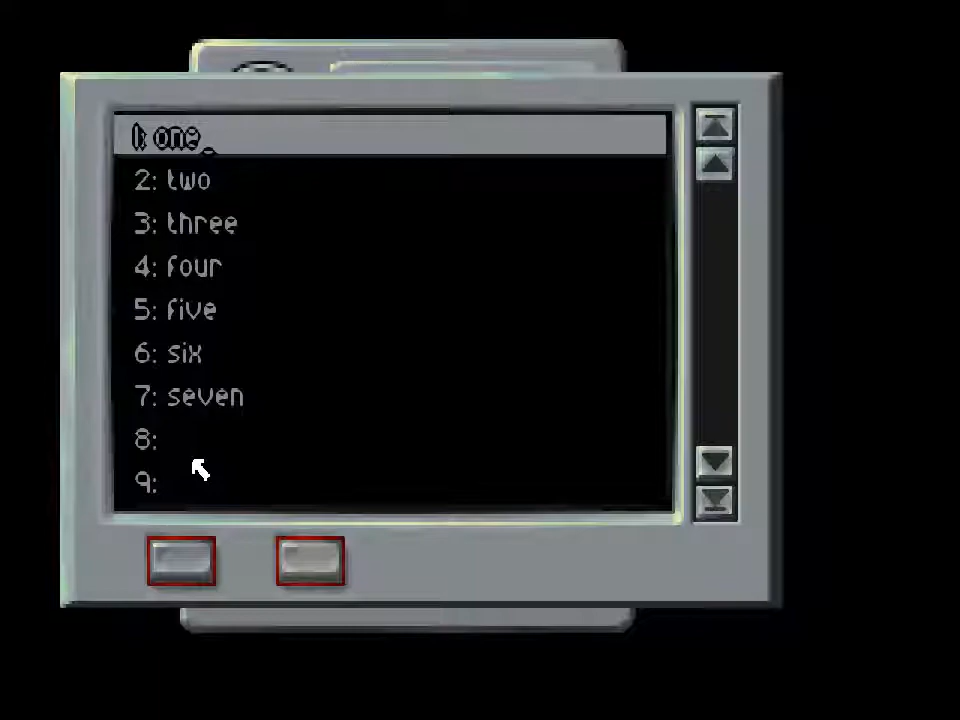 1: one_
2: two
3: three
4: four
5: five
6: six
7: seven
8:
9: